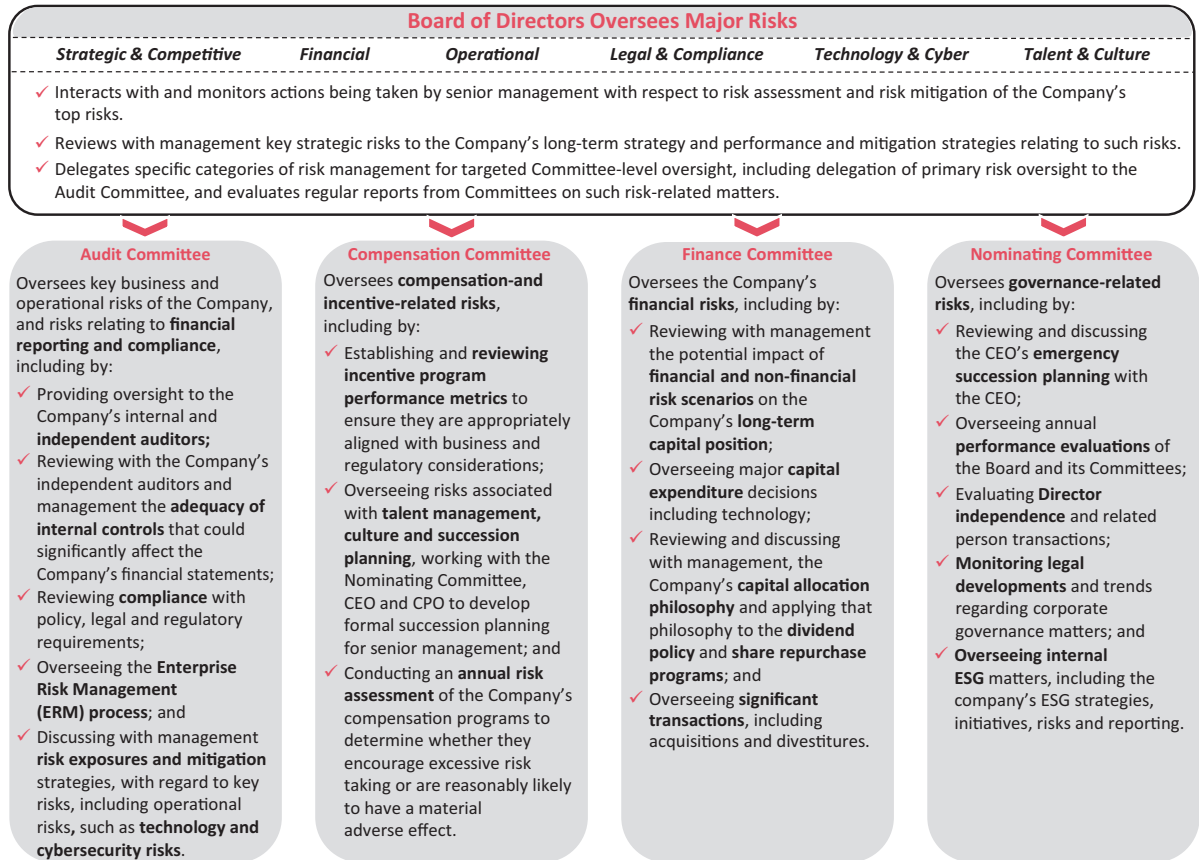 Board of Directors Oversees Major Risks
Strategic & Competitive Financial Operational Legal & Compliance Technology & Cyber Talent & Culture
✓ Interacts with and monitors actions being taken by senior management with respect to risk assessment and risk mitigation of the Company's
top risks.
✓ Reviews with management key strategic risks to the Company's long-term strategy and performance and mitigation strategies relating to such risks.
✓ Delegates specific categories of risk management for targeted Committee-level oversight, including delegation of primary risk oversight to the
Audit Committee, and evaluates regular reports from Committees on such risk-related matters.
Audit Committee
Oversees key business and
operational risks of the Company,
and risks relating to financial
reporting and compliance,
including by:
✓ Providing oversight to the
Company's internal and
independent auditors;
✓ Reviewing with the Company's
independent auditors and
management the adequacy of
internal controls that could
significantly affect the
Company's financial statements;
✓ Reviewing compliance with
policy, legal and regulatory
requirements;
✓ Overseeing the Enterprise
Risk Management
(ERM) process; and
✓ Discussing with management
risk exposures and mitigation
strategies, with regard to key
risks, including operational
risks, such as technology and
cybersecurity risks.
Compensation Committee
Oversees compensation-and
incentive-related risks,
including by:
✓ Establishing and reviewing
incentive program
performance metrics to
ensure they are appropriately
aligned with business and
regulatory considerations;
✓ Overseeing risks associated
with talent management,
culture and succession
planning, working with the
Nominating Committee,
CEO and CPO to develop
formal succession planning
for senior management; and
✓ Conducting an annual risk
assessment of the Company's
compensation programs to
determine whether they
encourage excessive risk
taking or are reasonably likely
to have a material
adverse effect.
Finance Committee
Oversees the Company's
financial risks, including by:
✓ Reviewing with management
the potential impact of
financial and non-financial
risk scenarios on the
Company's long-term
capital position;
✓ Overseeing major capital
expenditure decisions
including technology;
✓ Reviewing and discussing
with management, the
Company's capital allocation
philosophy and applying that
philosophy to the dividend
policy and share repurchase
programs; and
✓ Overseeing significant
transactions, including
acquisitions and divestitures.
Nominating Committee
Oversees governance-related
risks, including by:
✓ Reviewing and discussing
the CEO's emergency
succession planning with
the CEO;
✓ Overseeing annual
performance evaluations of
the Board and its Committees;
✓ Evaluating Director
independence and related
person transactions;
✓ Monitoring legal
developments and trends
regarding corporate
governance matters; and
✓ Overseeing internal
ESG matters, including the
company's ESG strategies,
initiatives, risks and reporting.